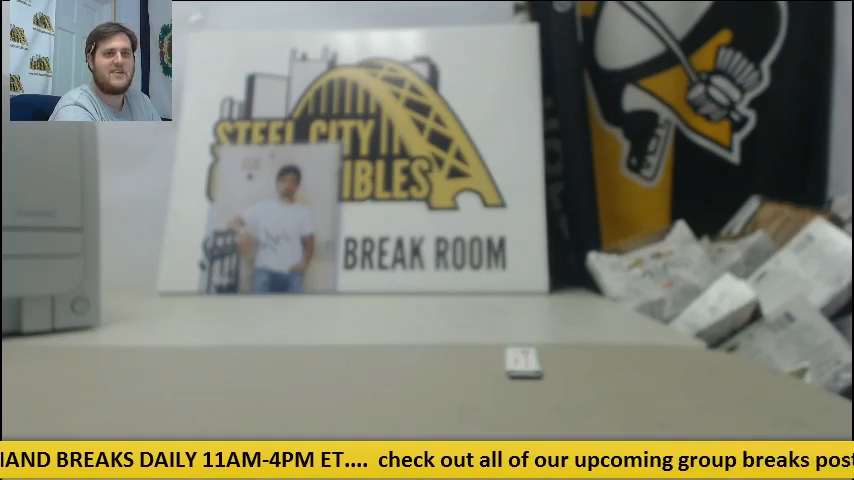 STEEL CITY
IBLES
BREAK ROOM
HAND BREAKS DAILY 11AM-4PM ET.... check out all of our upcoming group breaks post